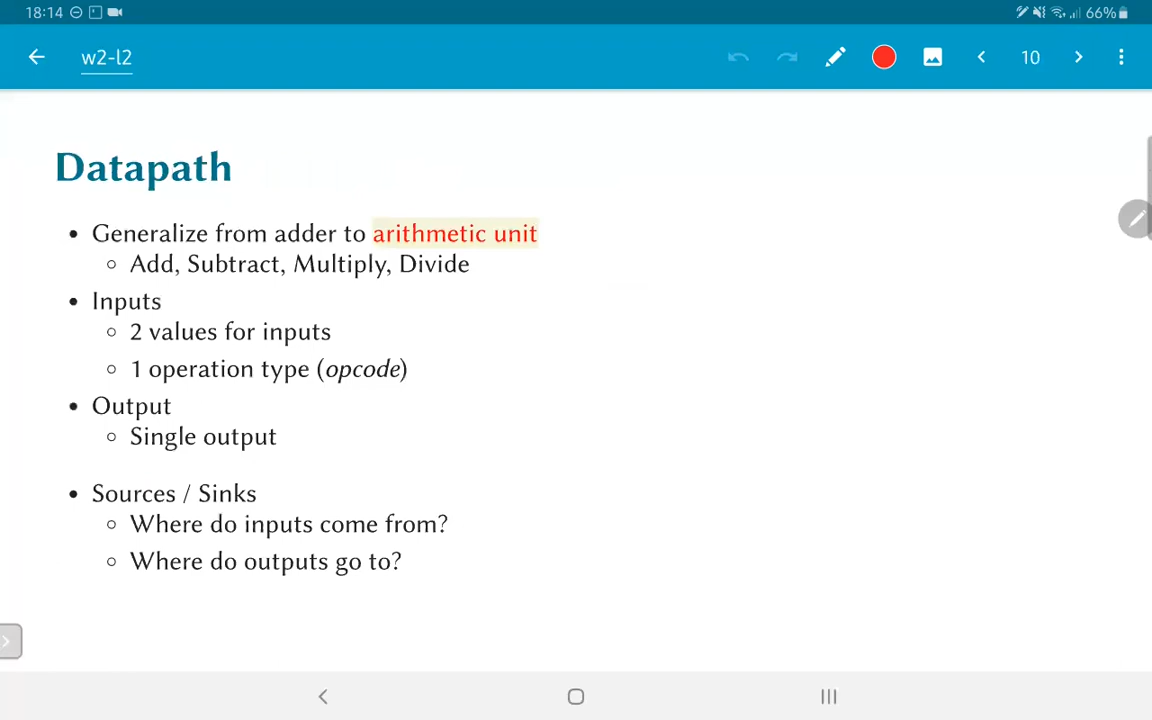 18:14 66%
w2-l2 10
Datapath
• Generalize from adder to arithmetic unit
○ Add, Subtract, Multiply, Divide
• Inputs
○ 2 values for inputs
○ 1 operation type (opcode)
• Output
○ Single output
• Sources / Sinks
○ Where do inputs come from?
○ Where do outputs go to?